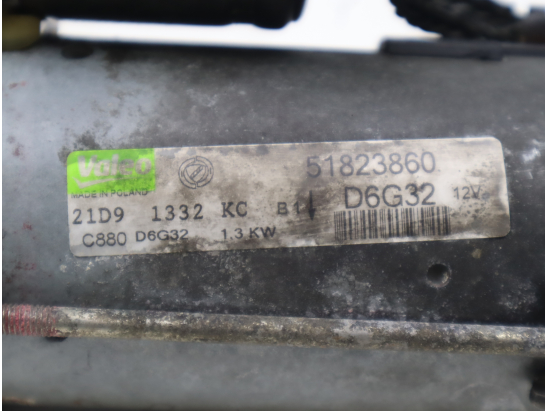 Valeo
MADE IN POLAND
51823860
21D9 1332 KC B1 D6G32 12V
C880 D6G32 1.3 KW